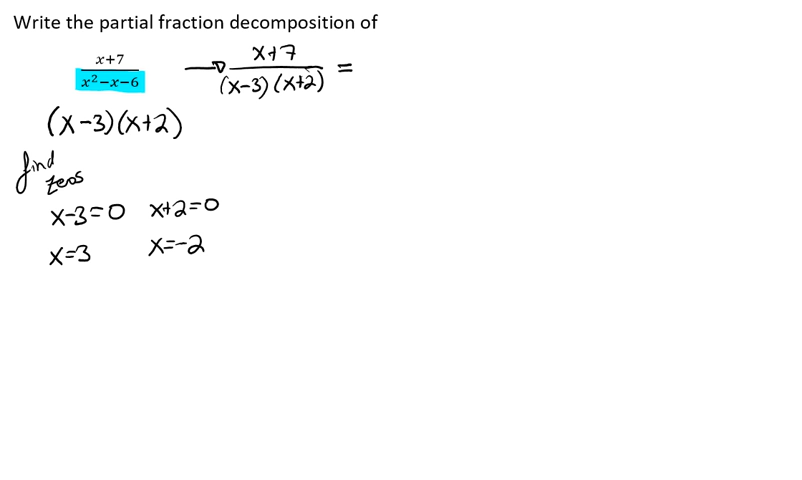 Write the partial fraction decomposition of
x+7 / x²−x−6 → x+7 / (x-3)(x+2) =
(x-3)(x+2)
find
zeros
x-3=0 x+2=0
x=3 x=-2